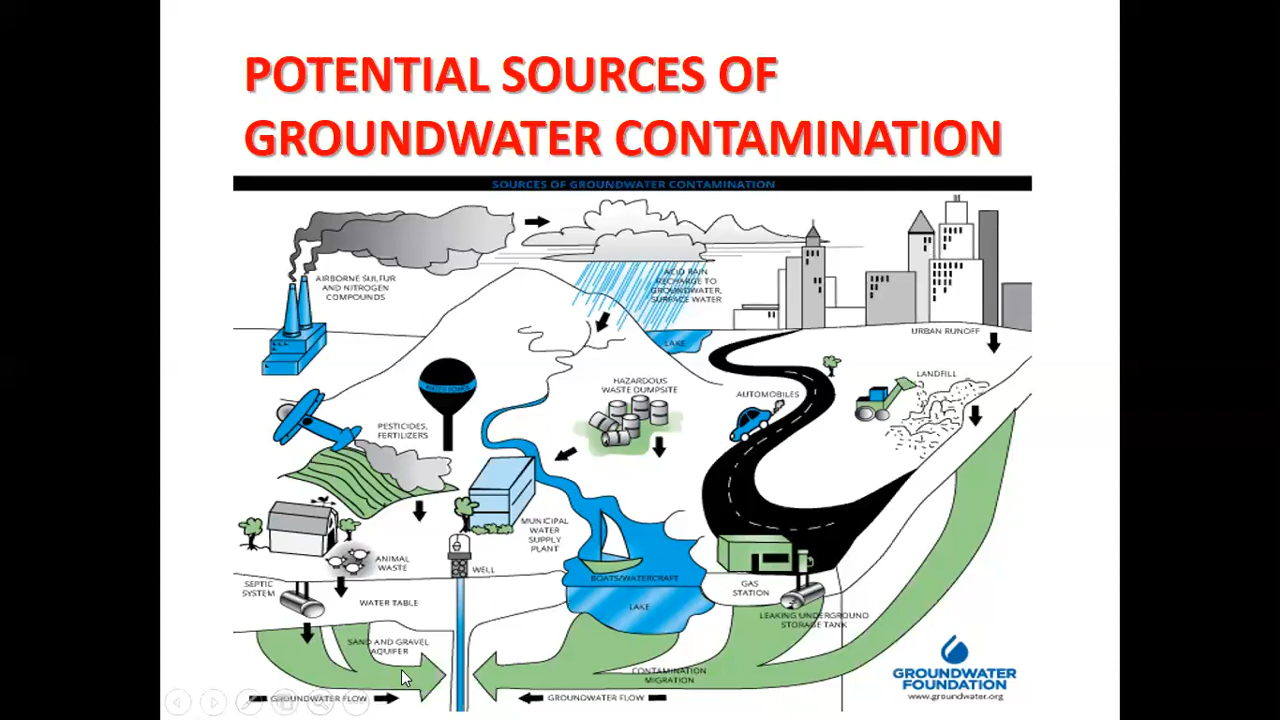 POTENTIAL SOURCES OF
GROUNDWATER CONTAMINATION
SOURCES OF GROUNDWATER CONTAMINATION
AIRBORNE SULFUR
AND NITROGEN
COMPOUNDS
ACID RAIN
RECHARGE TO
GROUNDWATER,
SURFACE WATER
URBAN RUNOFF
LAKE
WATER TOWER
HAZARDOUS
WASTE DUMPSITE
AUTOMOBILES
LANDFILL
PESTICIDES,
FERTILIZERS
MUNICIPAL
WATER
SUPPLY
PLANT
ANIMAL
WASTE
WELL
BOATS/WATERCRAFT
SEPTIC
SYSTEM
GAS
STATION
WATER TABLE
LAKE
LEAKING UNDERGROUND
STORAGE TANK
SAND AND GRAVEL
AQUIFER
CONTAMINATION
MIGRATION
GROUNDWATER FLOW
GROUNDWATER FLOW
GROUNDWATER
FOUNDATION
www.groundwater.org